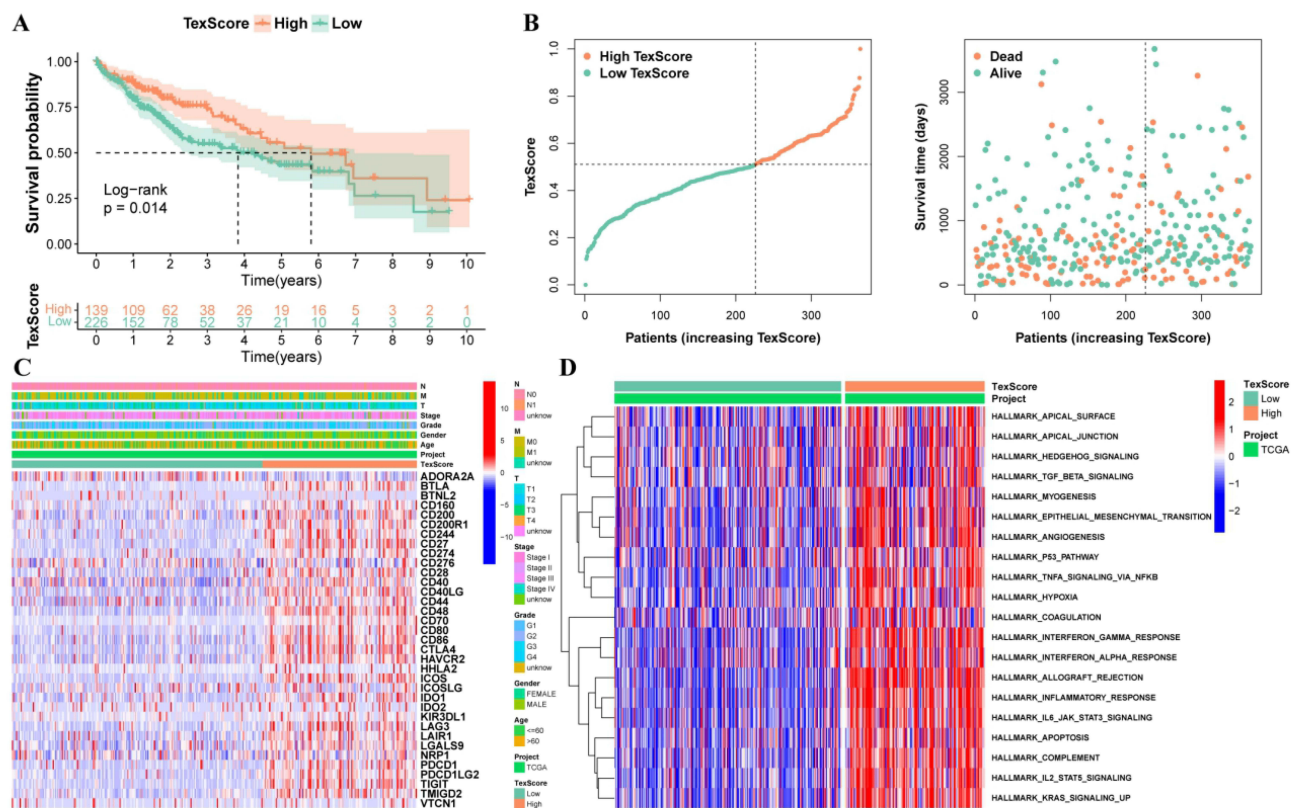 A
TexScore High Low
Survival probability
1.00
0.75
0.50
0.25
0.00
Log-rank
p = 0.014
0 1 2 3 4 5 6 7 8 9 10
Time(years)
TexScore
High 139 109 62 38 26 19 16 5 3 2 1
Low 226 152 78 52 37 21 10 4 3 2 0
0 1 2 3 4 5 6 7 8 9 10
Time(years)
B
TexScore
1.0
0.8
0.6
0.4
0.2
0.0
High TexScore
Low TexScore
0 100 200 300
Patients (increasing TexScore)
Survival time (days)
3000
2000
1000
0
Dead
Alive
0 100 200 300
Patients (increasing TexScore)
C
N
M
T
Stage
Grade
Gender
Age
Project
TexScore
ADORA2A
BTLA
BTNL2
CD160
CD200
CD200R1
CD244
CD27
CD274
CD276
CD28
CD40
CD40LG
CD44
CD48
CD70
CD80
CD86
CTLA4
HAVCR2
HHLA2
ICOS
ICOSLG
IDO1
IDO2
KIR3DL1
LAG3
LAIR1
LGALS9
NRP1
PDCD1
PDCD1LG2
TIGIT
TMIGD2
VTCN1
10
5
0
−5
−10
N
N0
N1
unknow
M
M0
M1
unknow
T
T1
T2
T3
T4
unknow
Stage
Stage I
Stage II
Stage III
Stage IV
unknow
Grade
G1
G2
G3
G4
unknow
Gender
FEMALE
MALE
Age
<=60
>60
Project
TCGA
TexScore
Low
High
D
TexScore
Project
HALLMARK_APICAL_SURFACE
HALLMARK_APICAL_JUNCTION
HALLMARK_HEDGEHOG_SIGNALING
HALLMARK_TGF_BETA_SIGNALING
HALLMARK_MYOGENESIS
HALLMARK_EPITHELIAL_MESENCHYMAL_TRANSITION
HALLMARK_ANGIOGENESIS
HALLMARK_P53_PATHWAY
HALLMARK_TNFA_SIGNALING_VIA_NFKB
HALLMARK_HYPOXIA
HALLMARK_COAGULATION
HALLMARK_INTERFERON_GAMMA_RESPONSE
HALLMARK_INTERFERON_ALPHA_RESPONSE
HALLMARK_ALLOGRAFT_REJECTION
HALLMARK_INFLAMMATORY_RESPONSE
HALLMARK_IL6_JAK_STAT3_SIGNALING
HALLMARK_APOPTOSIS
HALLMARK_COMPLEMENT
HALLMARK_IL2_STAT5_SIGNALING
HALLMARK_KRAS_SIGNALING_UP
2
1
0
−1
−2
TexScore
Low
High
Project
TCGA